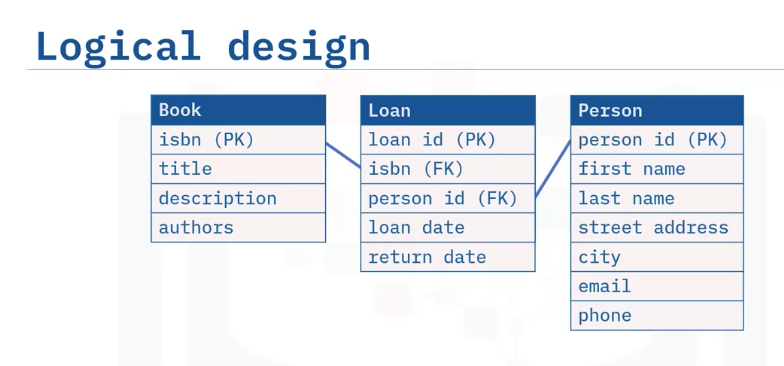 Logical design
Book
isbn (PK)
title
description
authors
Loan
loan id (PK)
isbn (FK)
person id (FK)
loan date
return date
Person
person id (PK)
first name
last name
street address
city
email
phone